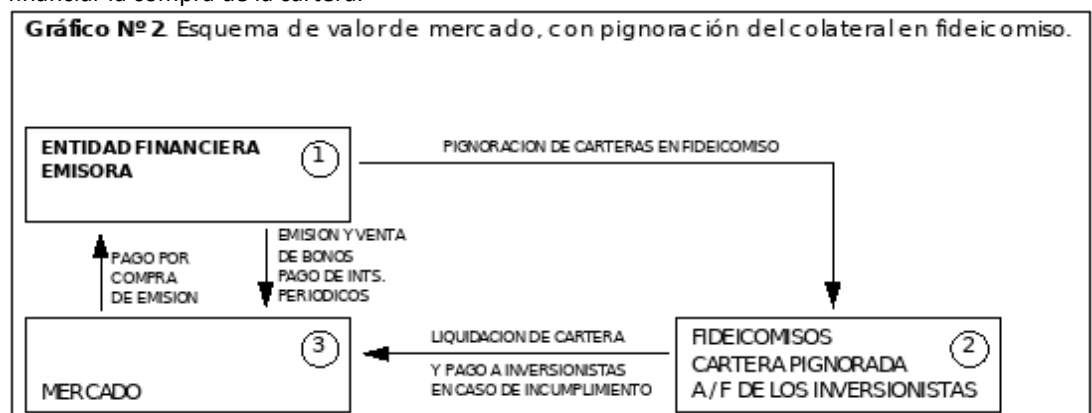 financiar la compra de la cartera.
Gráfico Nº 2. Esquema de valor de mercado, con pignoración del colateral en fideicomiso.
ENTIDAD FINANCIERA
EMISORA
1
PIGNORACION DE CARTERAS EN FIDEICOMISO
PAGO POR
COMPRA
DE EMISION
EMISION Y VENTA
DE BONOS
PAGO DE INTS.
PERIODICOS
3
MERCADO
LIQUIDACION DE CARTERA
Y PAGO A INVERSIONISTAS
EN CASO DE INCUMPLIMIENTO
FIDEICOMISOS
2
CARTERA PIGNORADA
A / F DE LOS INVERSIONISTAS